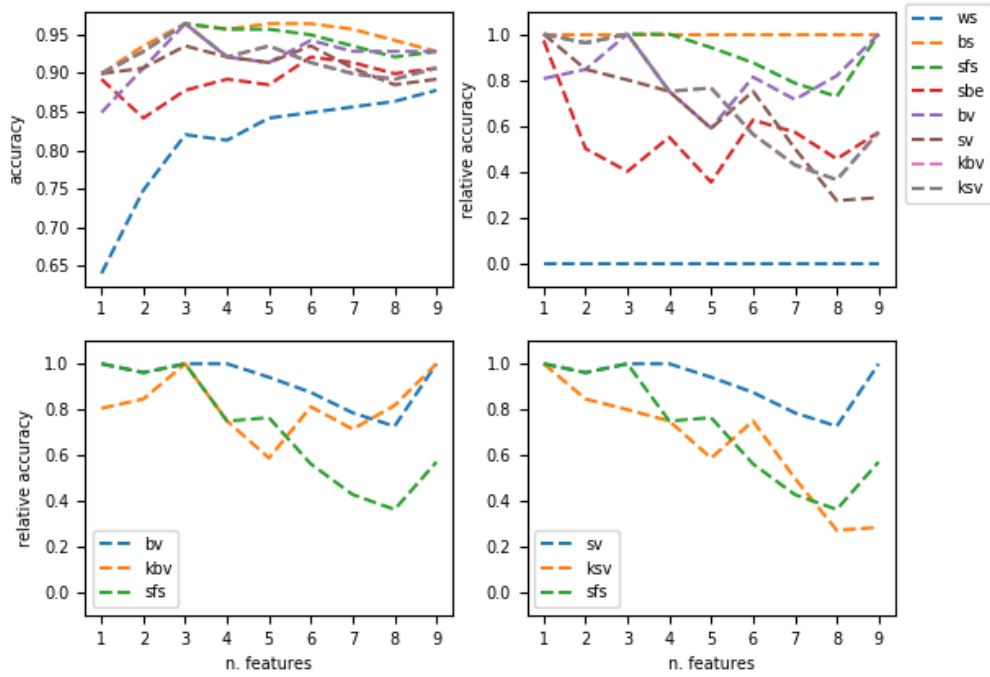 accuracy
0.95
0.90
0.85
0.80
0.75
0.70
0.65
1 2 3 4 5 6 7 8 9
relative accuracy
1.0
0.8
0.6
0.4
0.2
0.0
1 2 3 4 5 6 7 8 9
ws
bs
sfs
sbe
bv
sv
kbv
ksv
relative accuracy
1.0
0.8
0.6
0.4
0.2
0.0
bv
kbv
sfs
1 2 3 4 5 6 7 8 9
n. features
1.0
0.8
0.6
0.4
0.2
0.0
sv
ksv
sfs
1 2 3 4 5 6 7 8 9
n. features